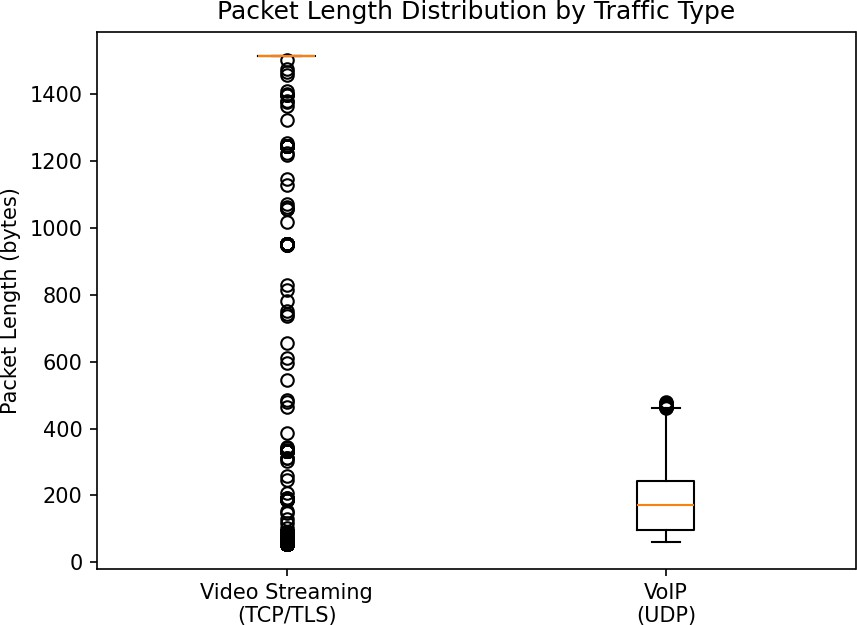 Packet Length Distribution by Traffic Type
Packet Length (bytes)
1400
1200
1000
800
600
400
200
0
Video Streaming
(TCP/TLS)
VoIP
(UDP)